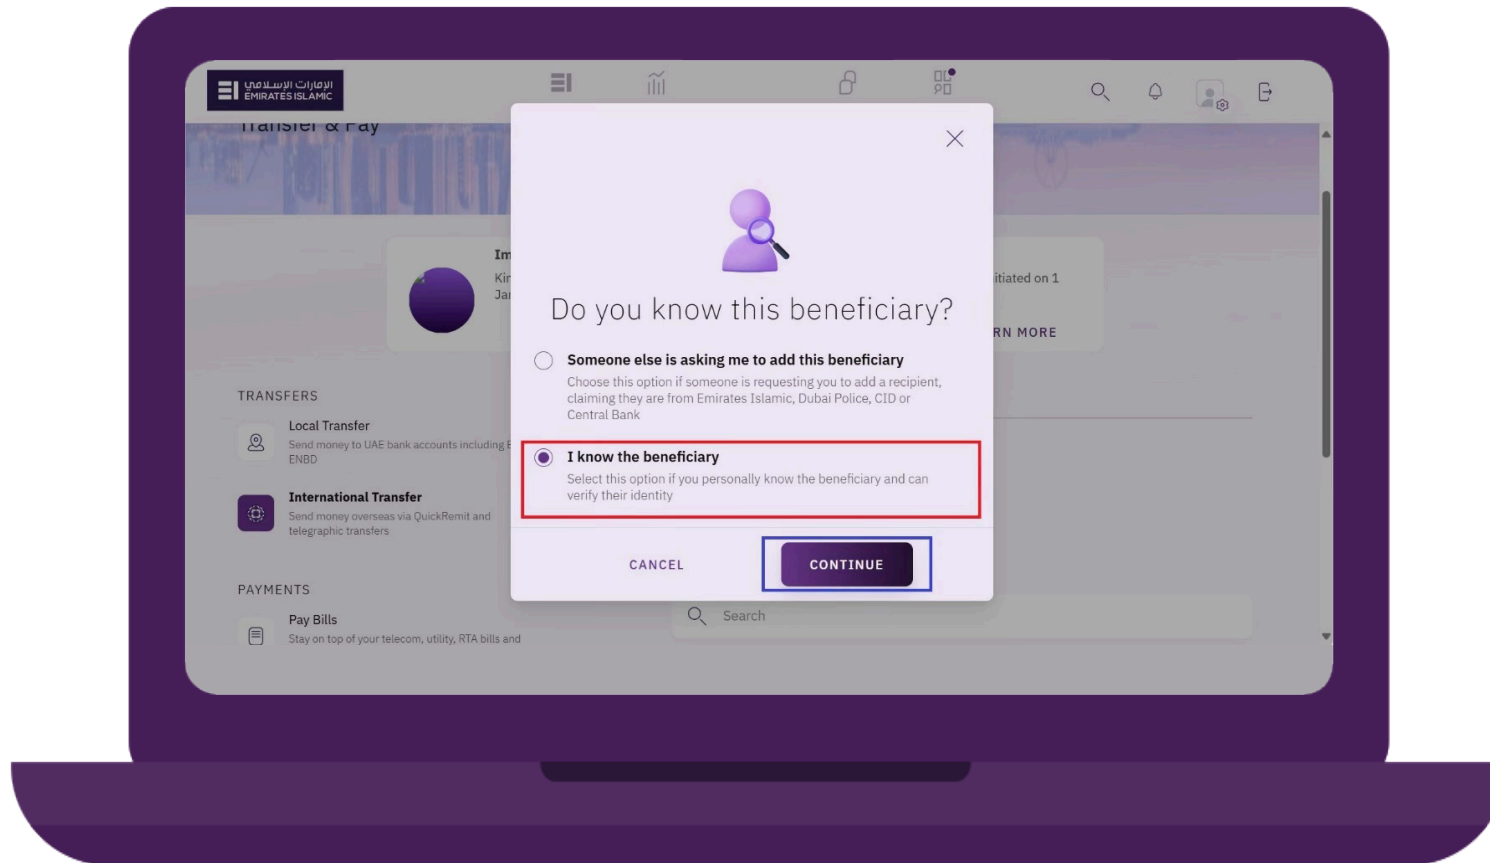 الإمارات الإسلامي
EMIRATES ISLAMIC
Transfer & Pay
Im
Kin
Jan
itiated on 1
RN MORE
Do you know this beneficiary?
Someone else is asking me to add this beneficiary
Choose this option if someone is requesting you to add a recipient,
claiming they are from Emirates Islamic, Dubai Police, CID or
Central Bank
I know the beneficiary
Select this option if you personally know the beneficiary and can
verify their identity
CANCEL
CONTINUE
TRANSFERS
Local Transfer
Send money to UAE bank accounts including E
ENBD
International Transfer
Send money overseas via QuickRemit and
telegraphic transfers
PAYMENTS
Pay Bills
Stay on top of your telecom, utility, RTA bills and
Search